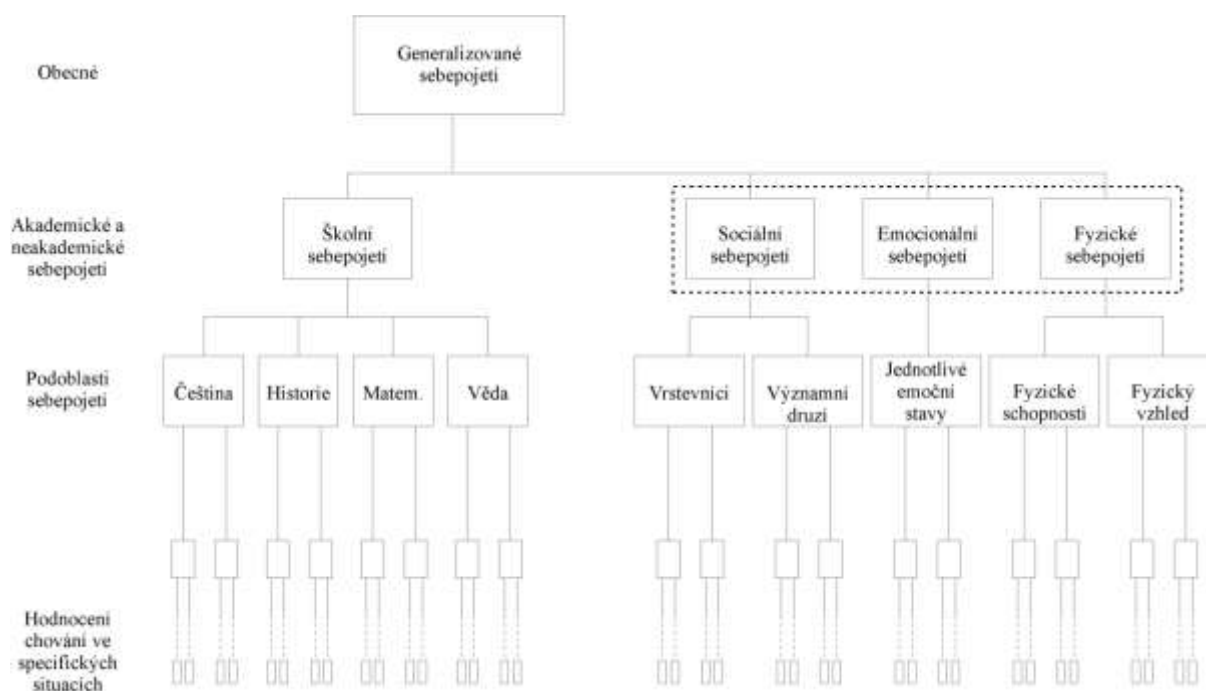 Obecné
Generalizované
sebepojetí
Akademické a
neakademické
sebepojetí
Školní
sebepojetí
Sociální
sebepojetí
Emocionální
sebepojetí
Fyzické
sebepojetí
Podoblasti
sebepojetí
Čeština
Historie
Matem.
Věda
Vrstevníci
Významní
druzí
Jednotlivé
emoční
stavy
Fyzické
schopnosti
Fyzický
vzhled
Hodnocení
chování ve
specifických
situacích